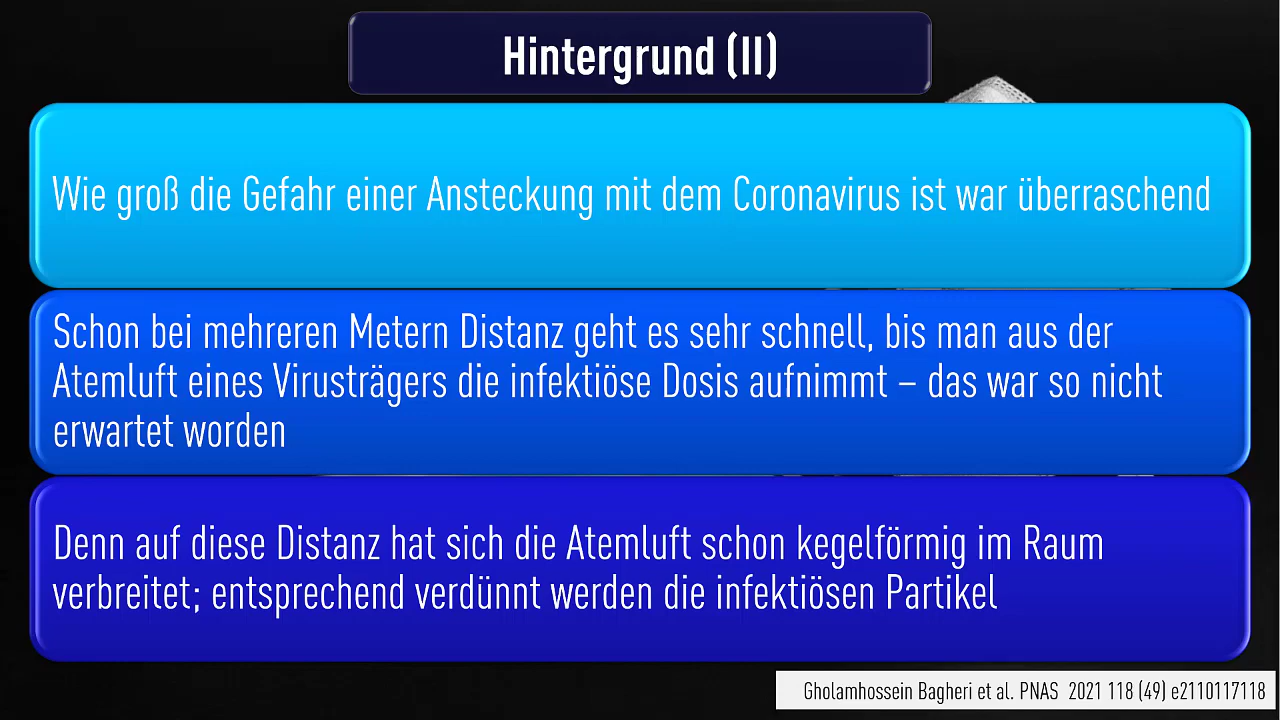 Hintergrund (II)
Wie groß die Gefahr einer Ansteckung mit dem Coronavirus ist war überraschend
Schon bei mehreren Metern Distanz geht es sehr schnell, bis man aus der
Atemluft eines Virusträgers die infektiöse Dosis aufnimmt – das war so nicht
erwartet worden
Denn auf diese Distanz hat sich die Atemluft schon kegelförmig im Raum
verbreitet; entsprechend verdünnt werden die infektiösen Partikel
Gholamhossein Bagheri et al. PNAS 2021 118 (49) e2110117118